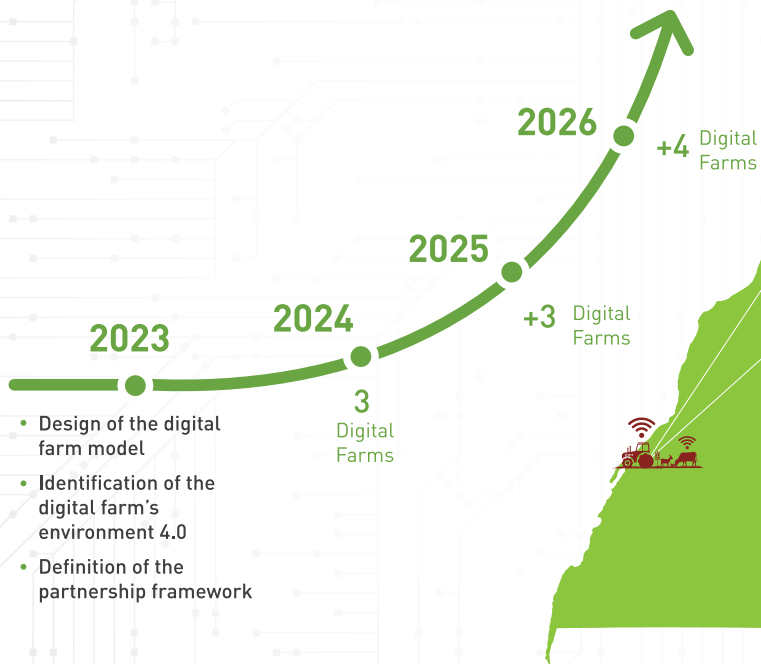 2023
• Design of the digital
farm model
• Identification of the
digital farm's
environment 4.0
• Definition of the
partnership framework
2024
3
Digital
Farms
2025
+3 Digital
Farms
2026
+4 Digital
Farms